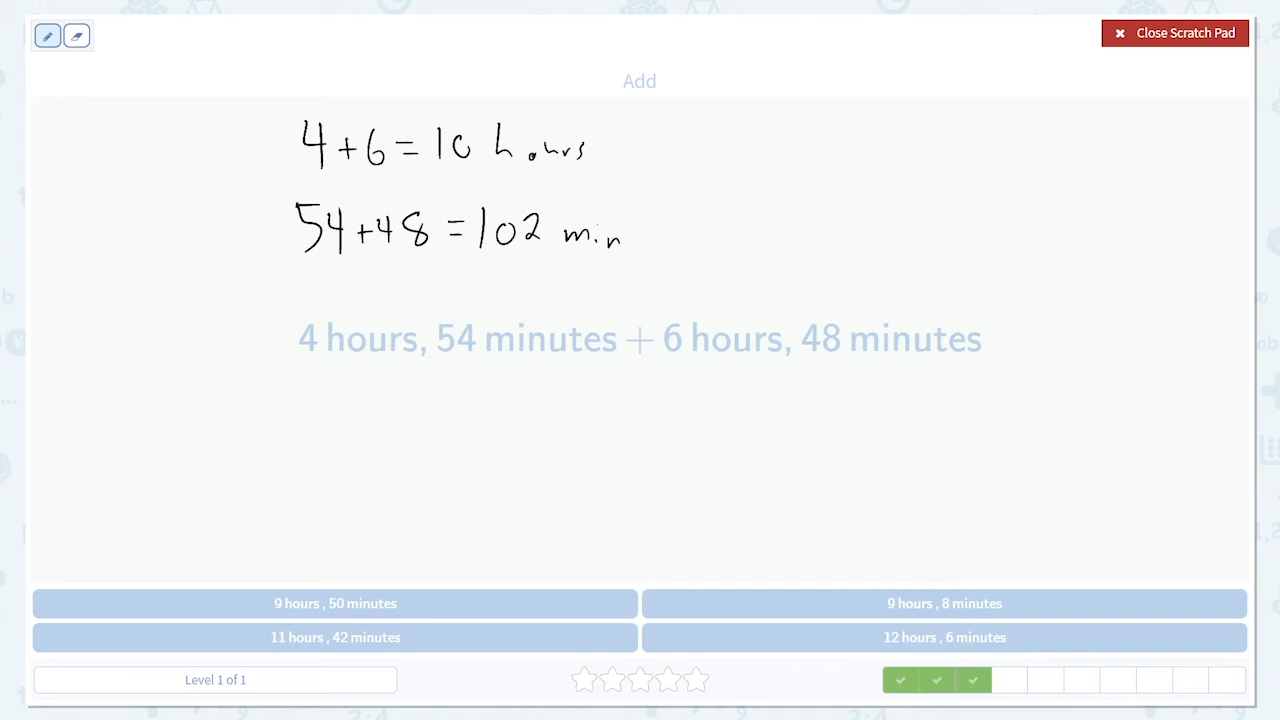 Close Scratch Pad
Add
4+6=10 hours
54+48=102 min
4 hours, 54 minutes + 6 hours, 48 minutes
9 hours , 50 minutes
9 hours , 8 minutes
11 hours , 42 minutes
12 hours , 6 minutes
Level 1 of 1